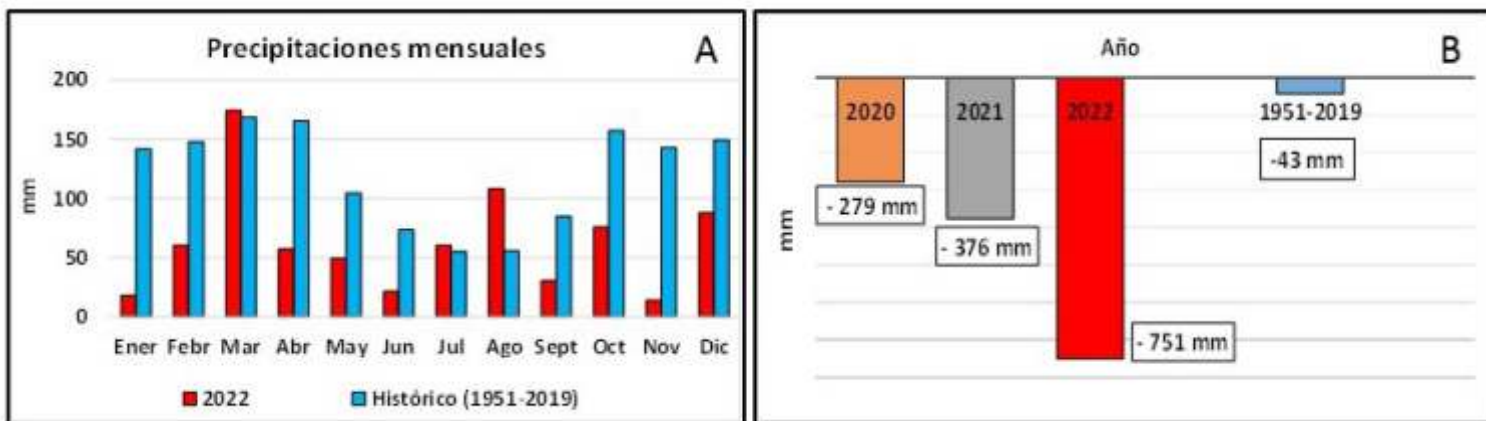 Precipitaciones mensuales
A
200
150
100
50
0
mm
Ener Febr Mar Abr May Jun Jul Ago Sept Oct Nov Dic
2022
Histórico (1951-2019)
Año
B
2020
2021
2022
1951-2019
-43 mm
- 279 mm
- 376 mm
- 751 mm
mm